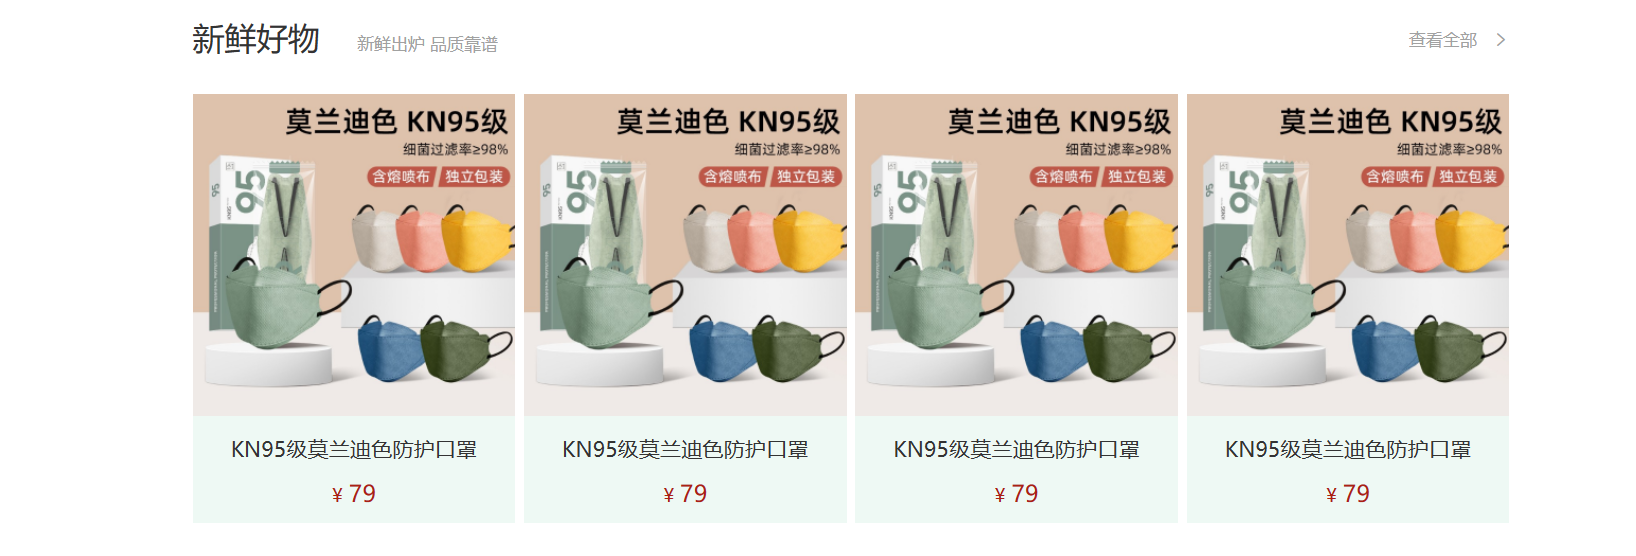 新鲜好物 新鲜出炉 品质靠谱 查看全部
莫兰迪色 KN95级
细菌过滤率≥98%
含熔喷布 独立包装
95
95
KN95级莫兰迪色防护口罩
¥ 79
莫兰迪色 KN95级
细菌过滤率≥98%
含熔喷布 独立包装
95
95
KN95级莫兰迪色防护口罩
¥ 79
莫兰迪色 KN95级
细菌过滤率≥98%
含熔喷布 独立包装
95
95
KN95级莫兰迪色防护口罩
¥ 79
莫兰迪色 KN95级
细菌过滤率≥98%
含熔喷布 独立包装
95
95
KN95级莫兰迪色防护口罩
¥ 79